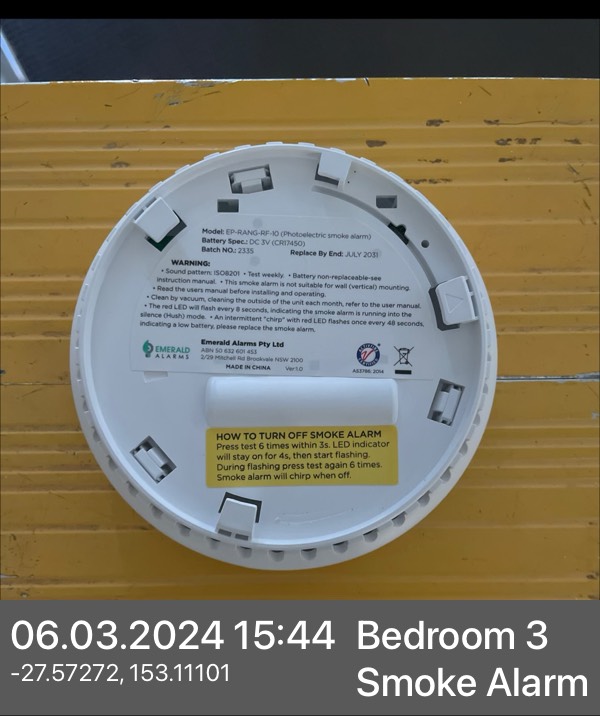 Model: EP-RANG-RF-10 (Photoelectric smoke alarm)
Battery Spec.: DC 3V (CR17450)
Batch NO.: 2335 Replace By End: JULY 2031
WARNING:
• Sound pattern: ISO8201 • Test weekly. • Battery non-replaceable-see
instruction manual. • This smoke alarm is not suitable for wall (vertical) mounting.
• Read the users manual before installing and operating.
• Clean by vacuum, cleaning the outside of the unit each month, refer to the user manual.
• The red LED will flash every 8 seconds, indicating the smoke alarm is running into the
silence (Hush) mode. • An intermittent "chirp" with red LED flashes once every 48 seconds,
indicating a low battery, please replace the smoke alarm.
EMERALD
ALARMS
Emerald Alarms Pty Ltd
ABN 50 632 601 453
2/29 Mitchell Rd Brookvale NSW 2100
MADE IN CHINA Ver1.0
AS3786: 2014
HOW TO TURN OFF SMOKE ALARM
Press test 6 times within 3s. LED indicator
will stay on for 4s, then start flashing.
During flashing press test again 6 times.
Smoke alarm will chirp when off.
06.03.2024 15:44 Bedroom 3
-27.57272, 153.11101
Smoke Alarm